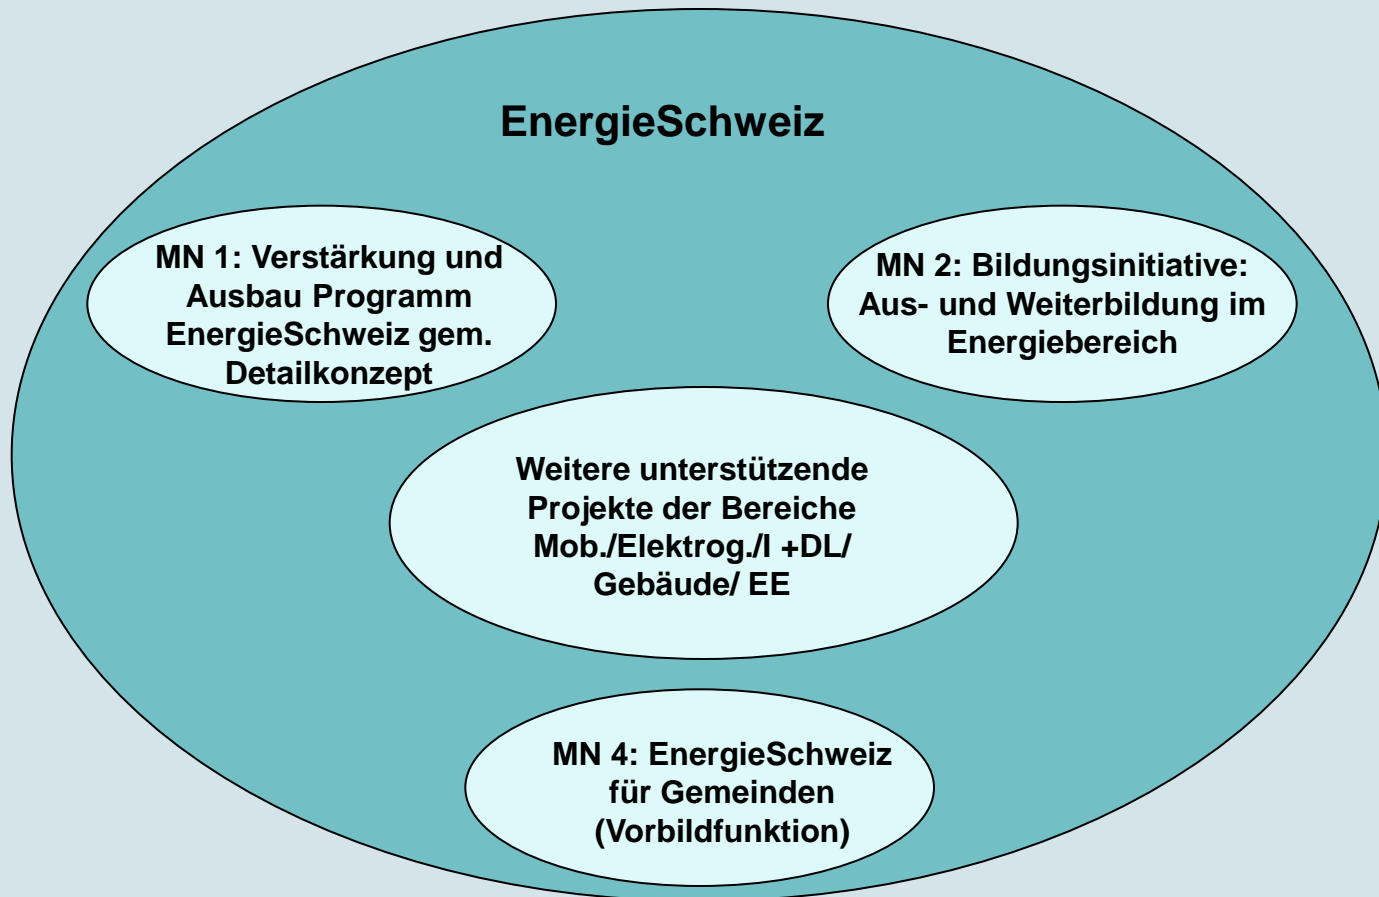 EnergieSchweiz
MN 1: Verstärkung und
Ausbau Programm
EnergieSchweiz gem.
Detailkonzept
MN 2: Bildungsinitiative:
Aus- und Weiterbildung im
Energiebereich
Weitere unterstützende
Projekte der Bereiche
Mob./Elektrog./I +DL/
Gebäude/ EE
MN 4: EnergieSchweiz
für Gemeinden
(Vorbildfunktion)